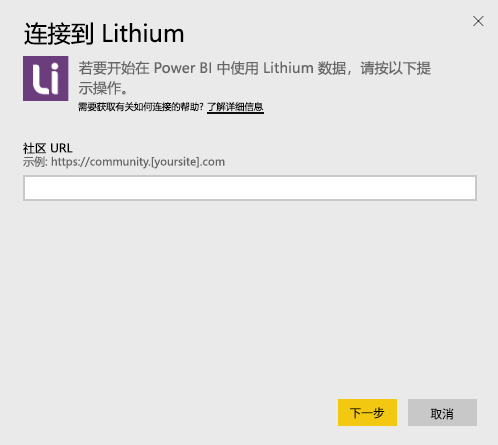 连接到 Lithium
Li
若要开始在 Power BI 中使用 Lithium 数据，请按以下提
示操作。
需要获取有关如何连接的帮助? 了解详细信息
社区 URL
示例: https://community.[yoursite].com
下一步
取消